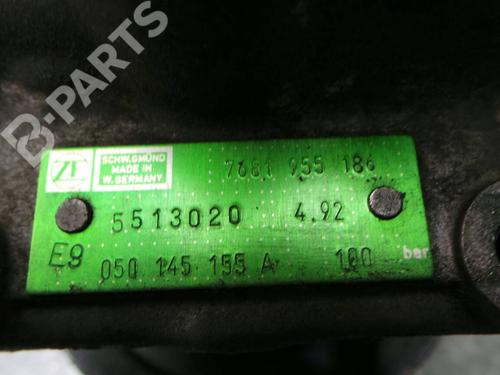 B-Parts
ZF
SCHW.GMÜND
MADE IN
W.GERMANY
7681 955 186
5513020
4.92
E9
050 145 155 A
100
bar